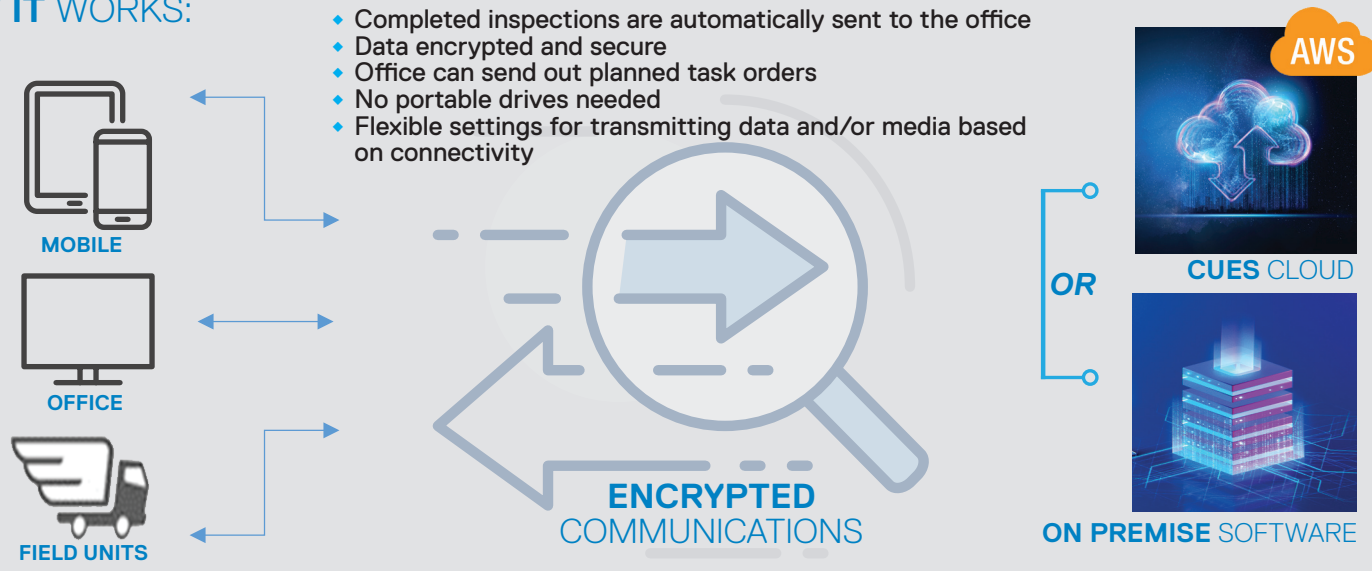 IT WORKS:
Completed inspections are automatically sent to the office
Data encrypted and secure
Office can send out planned task orders
No portable drives needed
Flexible settings for transmitting data and/or media based
on connectivity
AWS
MOBILE
CUES CLOUD
OR
OFFICE
ENCRYPTED
COMMUNICATIONS
ON PREMISE SOFTWARE
FIELD UNITS